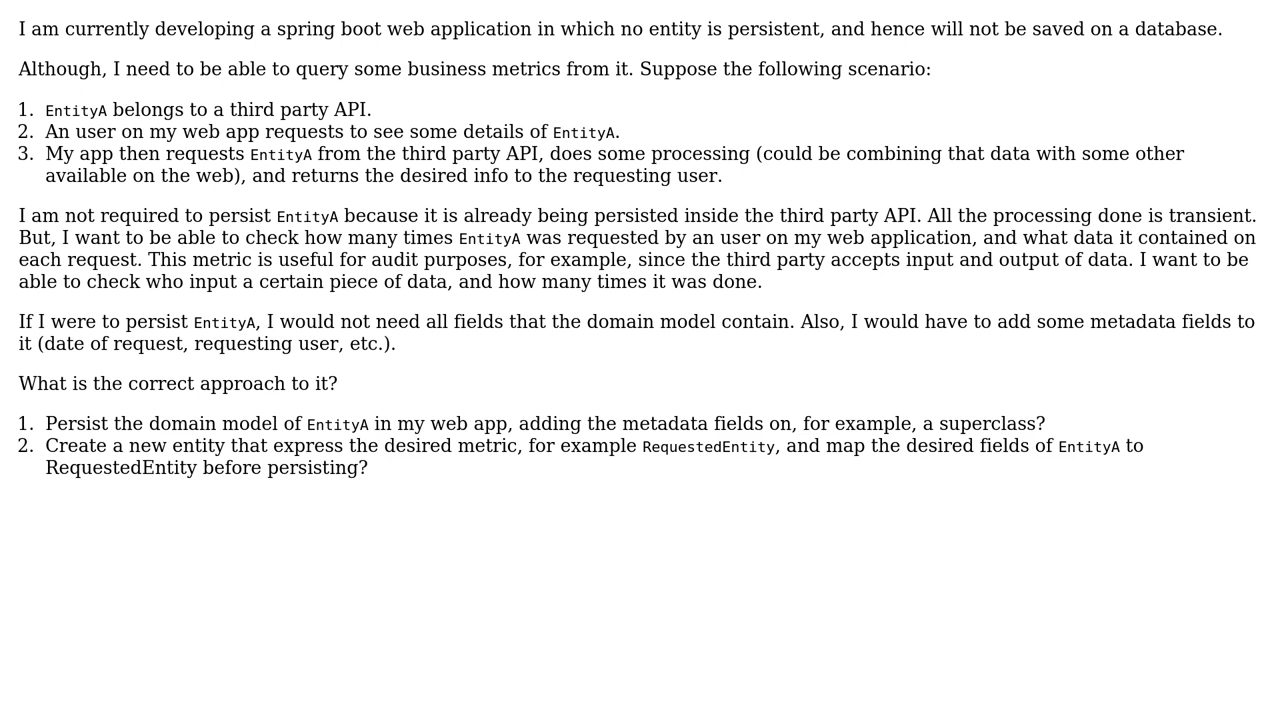 I am currently developing a spring boot web application in which no entity is persistent, and hence will not be saved on a database.
Although, I need to be able to query some business metrics from it. Suppose the following scenario:
1. EntityA belongs to a third party API.
2. An user on my web app requests to see some details of EntityA.
3. My app then requests EntityA from the third party API, does some processing (could be combining that data with some other
available on the web), and returns the desired info to the requesting user.
I am not required to persist EntityA because it is already being persisted inside the third party API. All the processing done is transient.
But, I want to be able to check how many times EntityA was requested by an user on my web application, and what data it contained on
each request. This metric is useful for audit purposes, for example, since the third party accepts input and output of data. I want to be
able to check who input a certain piece of data, and how many times it was done.
If I were to persist EntityA, I would not need all fields that the domain model contain. Also, I would have to add some metadata fields to
it (date of request, requesting user, etc.).
What is the correct approach to it?
1. Persist the domain model of EntityA in my web app, adding the metadata fields on, for example, a superclass?
2. Create a new entity that express the desired metric, for example RequestedEntity, and map the desired fields of EntityA to
RequestedEntity before persisting?